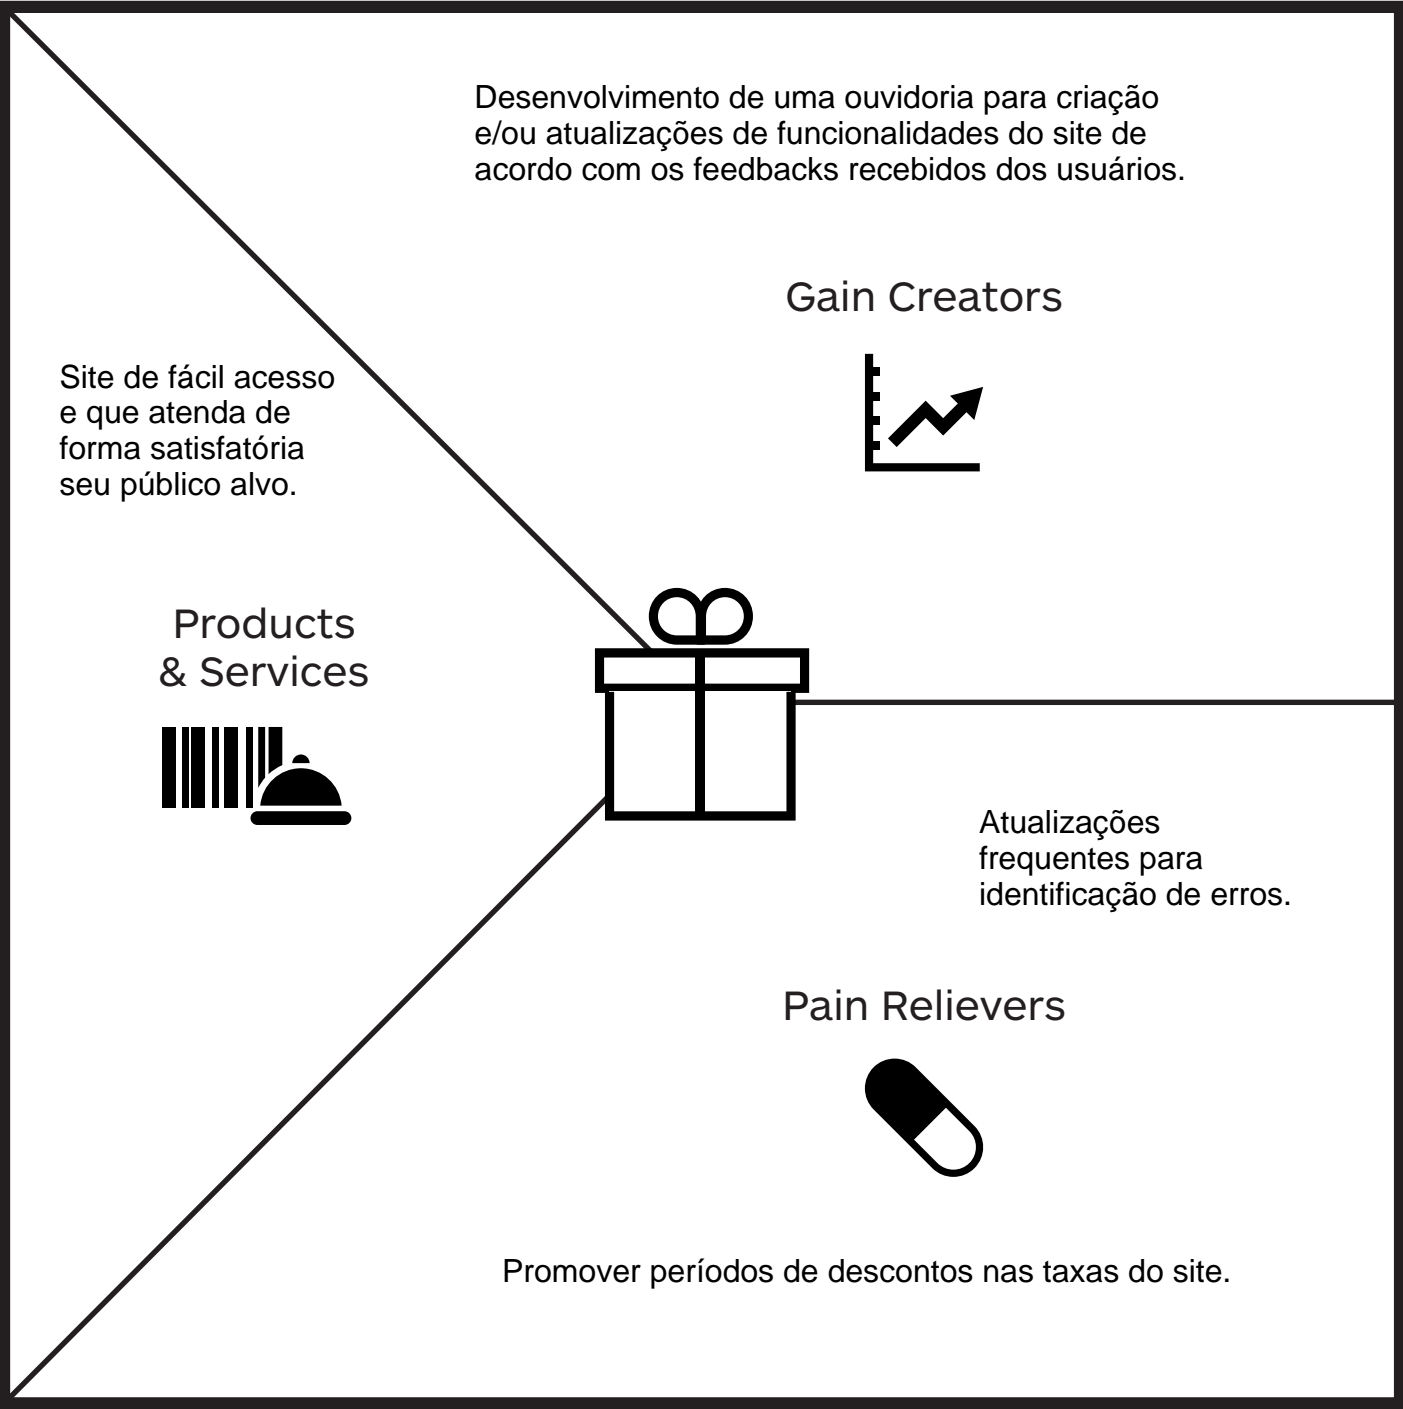 Desenvolvimento de uma ouvidoria para criação
e/ou atualizações de funcionalidades do site de
acordo com os feedbacks recebidos dos usuários.
Gain Creators
Site de fácil acesso
e que atenda de
forma satisfatória
seu público alvo.
Products
& Services
Atualizações
frequentes para
identificação de erros.
Pain Relievers
Promover períodos de descontos nas taxas do site.